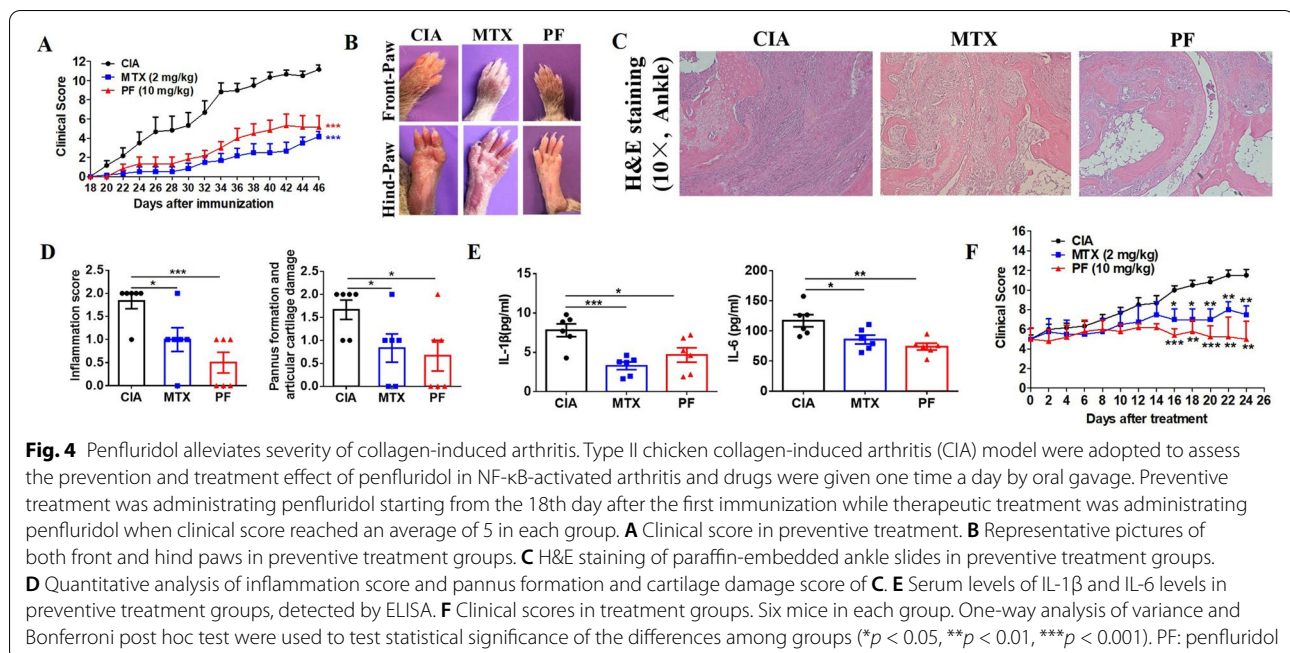 A
CIA
MTX (2 mg/kg)
PF (10 mg/kg)
Clinical Score
12
10
8
6
4
2
0
***
***
18 20 22 24 26 28 30 32 34 36 38 40 42 44 46
Days after immunization
B
CIA MTX PF
Front-Paw
Hind-Paw
C
CIA MTX PF
H&E staining
(10×, Ankle)
D
Inflammation score
2.5
2.0
1.5
1.0
0.5
0.0
***
*
CIA MTX PF
Pannus formation and
articular cartilage damage
2.5
2.0
1.5
1.0
0.5
0.0
*
*
CIA MTX PF
E
IL-1β(pg/ml)
15
10
5
0
*
***
CIA MTX PF
IL-6 (pg/ml)
200
150
100
50
0
**
*
CIA MTX PF
F
CIA
MTX (2 mg/kg)
PF (10 mg/kg)
Clinical Score
16
14
12
10
8
6
4
2
0
* * ** ** **
*** ** *** ** **
0 2 4 6 8 10 12 14 16 18 20 22 24 26
Days after treatment
Fig. 4 Penfluridol alleviates severity of collagen-induced arthritis. Type II chicken collagen-induced arthritis (CIA) model were adopted to assess
the prevention and treatment effect of penfluridol in NF-κB-activated arthritis and drugs were given one time a day by oral gavage. Preventive
treatment was administrating penfluridol starting from the 18th day after the first immunization while therapeutic treatment was administrating
penfluridol when clinical score reached an average of 5 in each group. A Clinical score in preventive treatment. B Representative pictures of
both front and hind paws in preventive treatment groups. C H&E staining of paraffin-embedded ankle slides in preventive treatment groups.
D Quantitative analysis of inflammation score and pannus formation and cartilage damage score of C. E Serum levels of IL-1β and IL-6 levels in
preventive treatment groups, detected by ELISA. F Clinical scores in treatment groups. Six mice in each group. One-way analysis of variance and
Bonferroni post hoc test were used to test statistical significance of the differences among groups (*p < 0.05, **p < 0.01, ***p < 0.001). PF: penfluridol